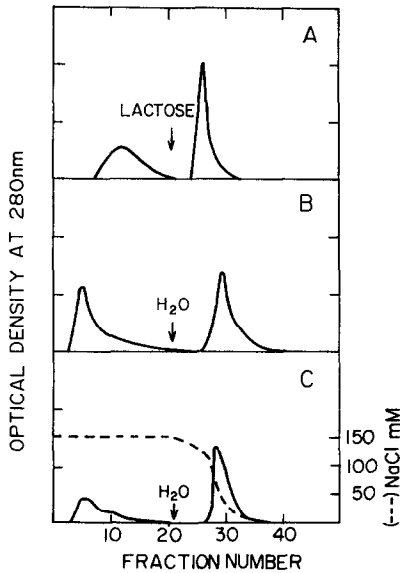 A
LACTOSE
B
H₂O
OPTICAL DENSITY AT 280nm
C
H₂O
150
100
50
(---) NaCl mM
10 20 30 40
FRACTION NUMBER